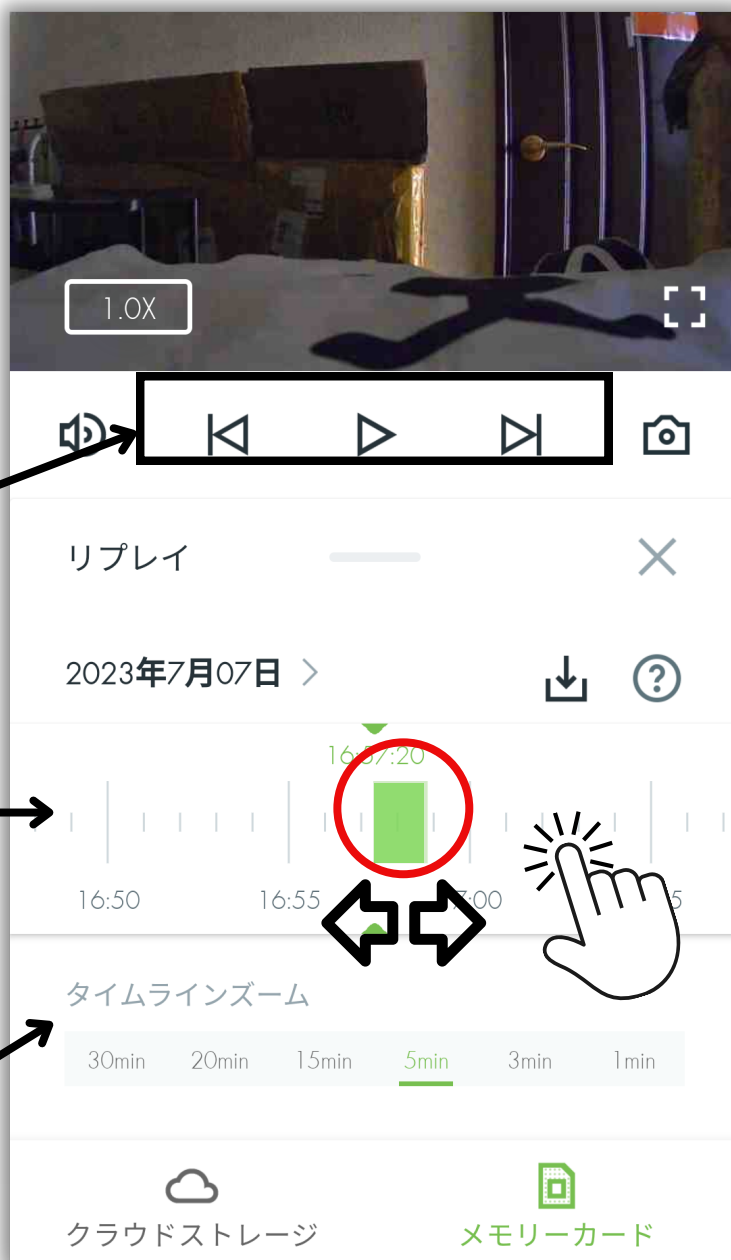 1.0X
リプレイ
2023年7月07日
16:57:20
16:50 16:55
タイムラインズーム
30min 20min 15min 5min 3min 1min
クラウドストレージ メモリーカード